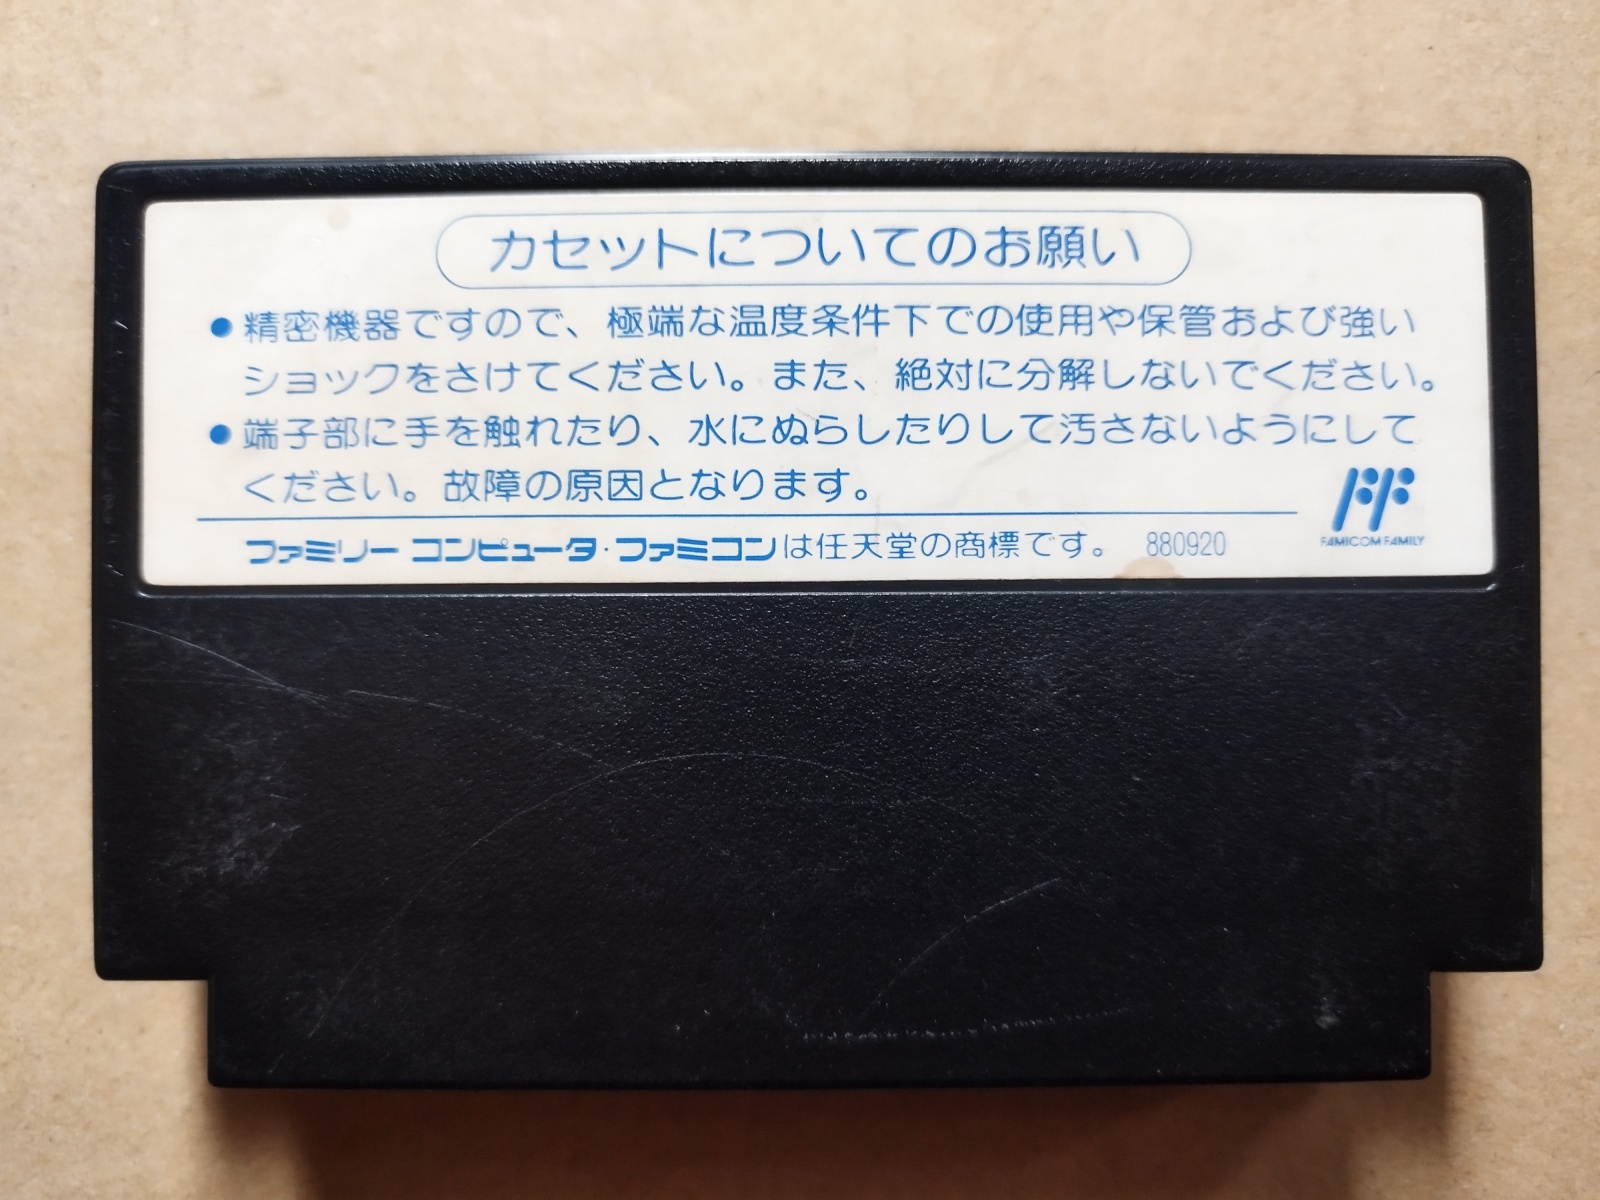 カセットについてのお願い
●精密機器ですので、極端な温度条件下での使用や保管および強い
ショックをさけてください。また、絶対に分解しないでください。
●端子部に手を触れたり、水にぬらしたりして汚さないようにして
ください。故障の原因となります。
FF
FAMICOM FAMILY
ファミリー コンピュータ・ファミコンは任天堂の商標です。 880920